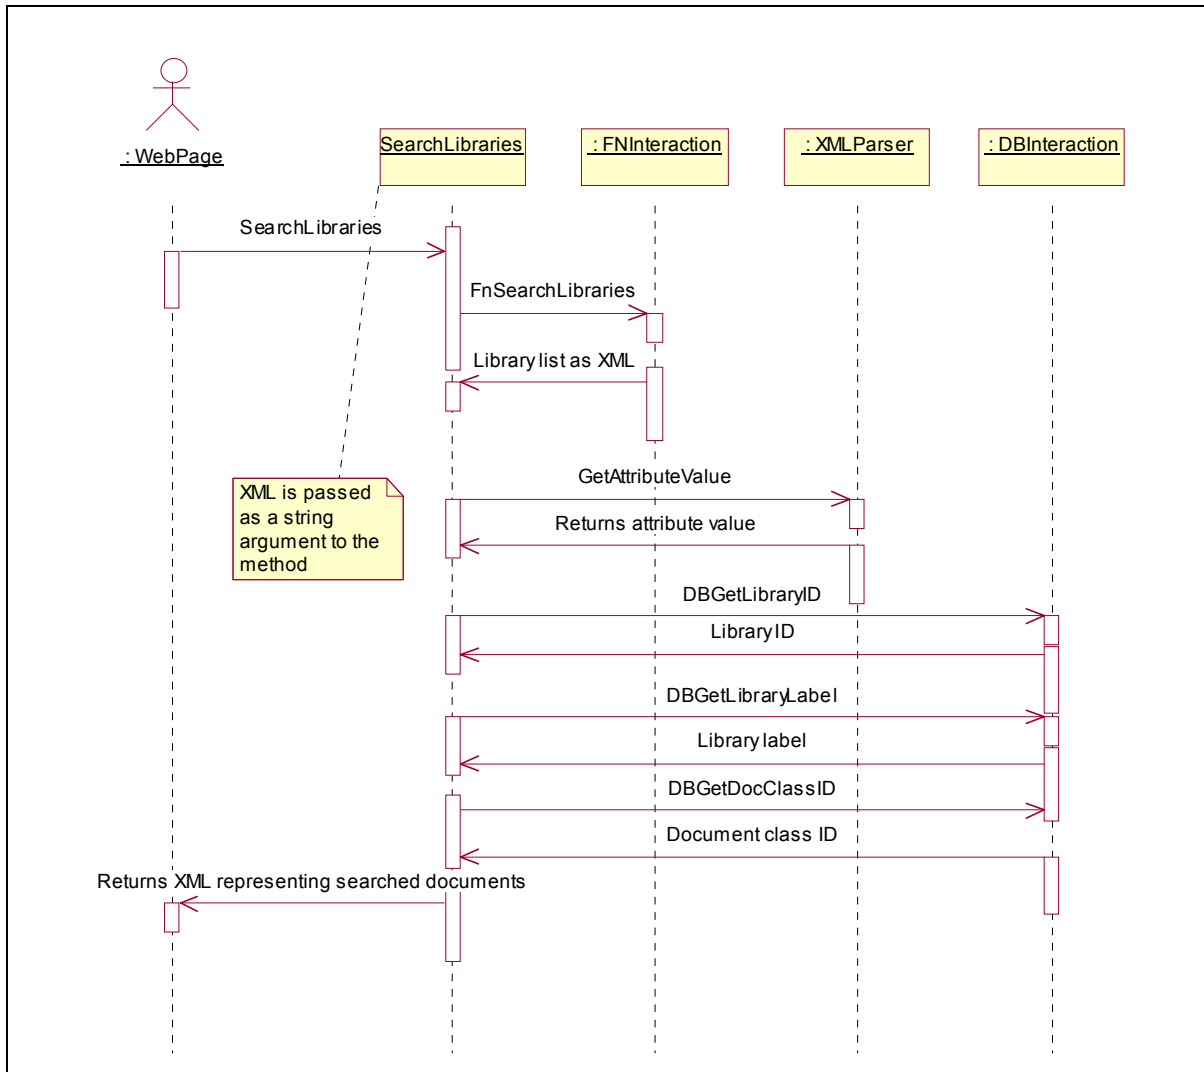 : WebPage
SearchLibraries
: FNInteraction
: XMLParser
: DBInteraction
SearchLibraries
FnSearchLibraries
Library list as XML
XML is passed
as a string
argument to the
method
GetAttributeValue
Returns attribute value
DBGetLibraryID
Library ID
DBGetLibraryLabel
Library label
DBGetDocClassID
Document class ID
Returns XML representing searched documents